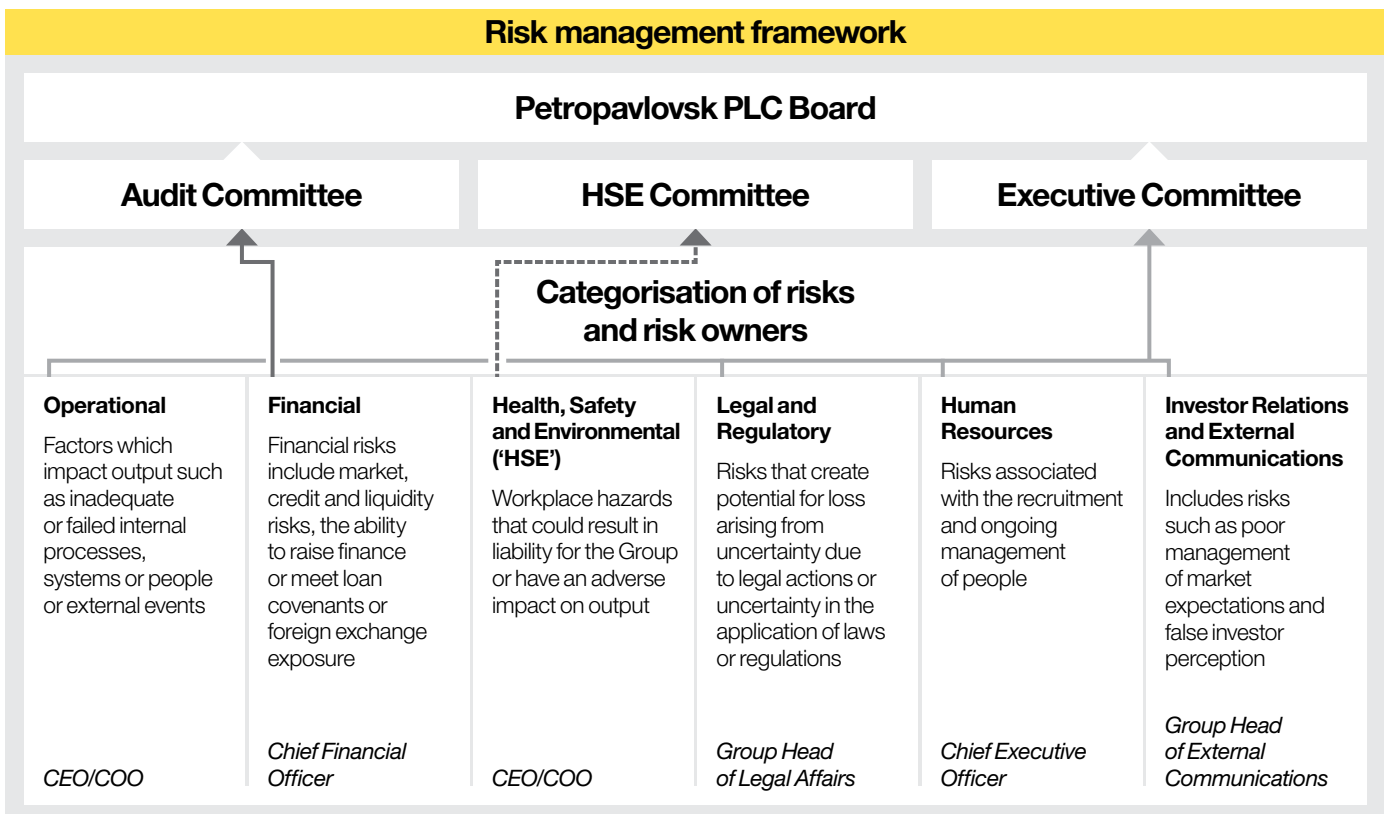 Risk management framework
Petropavlovsk PLC Board
Audit Committee
HSE Committee
Executive Committee
Categorisation of risks
and risk owners
Operational
Factors which
impact output such
as inadequate
or failed internal
processes,
systems or people
or external events
CEO/COO
Financial
Financial risks
include market,
credit and liquidity
risks, the ability
to raise finance
or meet loan
covenants or
foreign exchange
exposure
Chief Financial
Officer
Health, Safety
and Environmental
(‘HSE’)
Workplace hazards
that could result in
liability for the Group
or have an adverse
impact on output
CEO/COO
Legal and
Regulatory
Risks that create
potential for loss
arising from
uncertainty due
to legal actions or
uncertainty in the
application of laws
or regulations
Group Head
of Legal Affairs
Human
Resources
Risks associated
with the recruitment
and ongoing
management
of people
Chief Executive
Officer
Investor Relations
and External
Communications
Includes risks
such as poor
management
of market
expectations and
false investor
perception
Group Head
of External
Communications